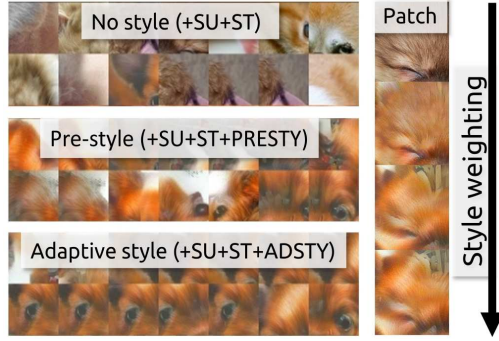 No style (+SU+ST)
Patch
Pre-style (+SU+ST+PRESTY)
Adaptive style (+SU+ST+ADSTY)
Style weighting